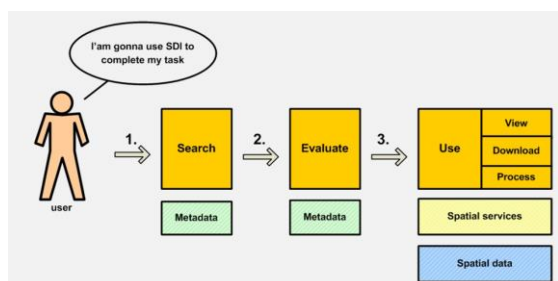 I'am gonna use SDI to
complete my task
user
1.
Search
Metadata
2.
Evaluate
Metadata
3.
Use
View
Download
Process
Spatial services
Spatial data